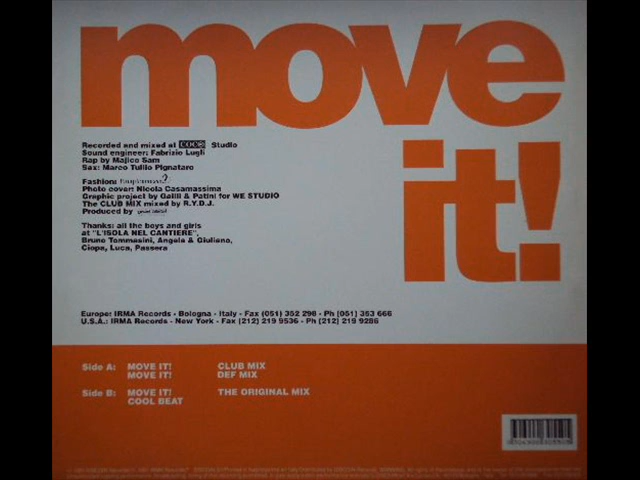 move
it!
Recorded and mixed at Studio
Sound engineer: Fabrizio Lugli
Rap by Majico Sam
Sax: Marco Tullio Pignataro
Fashion:
Photo cover: Nicola Casamassima
Graphic project by Galili & Patini for WE STUDIO
The CLUB MIX mixed by R.Y.D.J.
Produced by
Thanks: all the boys and girls
at "L'ISOLA NEL CANTIERE",
Bruno Tommasini, Angela & Giuliano,
Ciopa, Luca, Passera
Europe: IRMA Records - Bologna - Italy - Fax (051) 352 298 - Ph (051) 353 666
U.S.A.: IRMA Records - New York - Fax (212) 219 9536 - Ph (212) 219 9286
Side A: MOVE IT! CLUB MIX
MOVE IT! DEF MIX
Side B: MOVE IT! THE ORIGINAL MIX
COOL BEAT